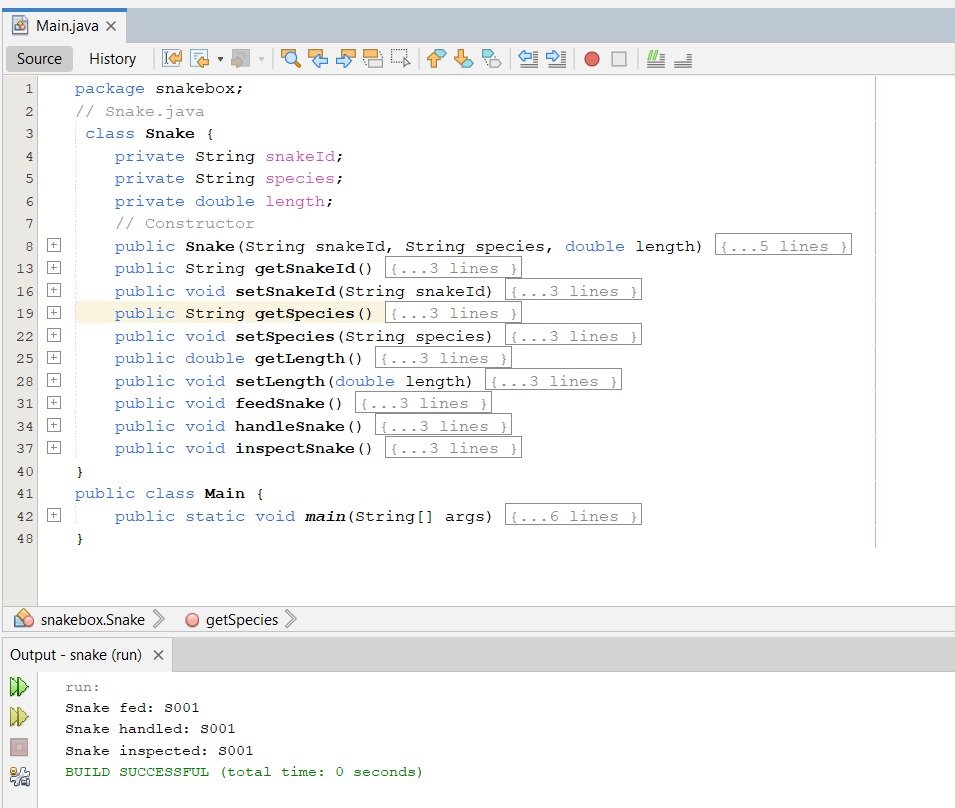 Main.java
Source History
1 package snakebox;
2 // Snake.java
3 class Snake {
4 private String snakeId;
5 private String species;
6 private double length;
7 // Constructor
8 public Snake(String snakeId, String species, double length) {...5 lines }
13 public String getSnakeId() {...3 lines }
16 public void setSnakeId(String snakeId) {...3 lines }
19 public String getSpecies() {...3 lines }
22 public void setSpecies(String species) {...3 lines }
25 public double getLength() {...3 lines }
28 public void setLength(double length) {...3 lines }
31 public void feedSnake() {...3 lines }
34 public void handleSnake() {...3 lines }
37 public void inspectSnake() {...3 lines }
40 }
41 public class Main {
42 public static void main(String[] args) {...6 lines }
48 }
snakebox.Snake getSpecies
Output - snake (run)
run:
Snake fed: S001
Snake handled: S001
Snake inspected: S001
BUILD SUCCESSFUL (total time: 0 seconds)